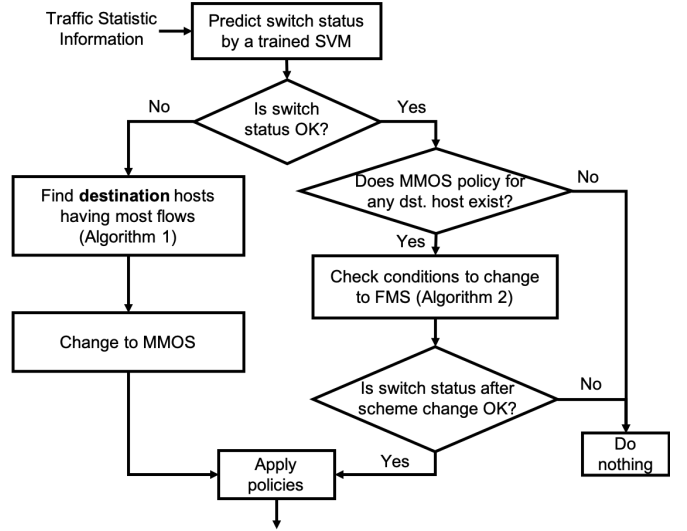 Traffic Statistic
Information
Predict switch status
by a trained SVM
Is switch
status OK?
No
Yes
Find destination hosts
having most flows
(Algorithm 1)
Does MMOS policy for
any dst. host exist?
No
Yes
Check conditions to change
to FMS (Algorithm 2)
Change to MMOS
Is switch status after
scheme change OK?
No
Yes
Do
nothing
Apply
policies